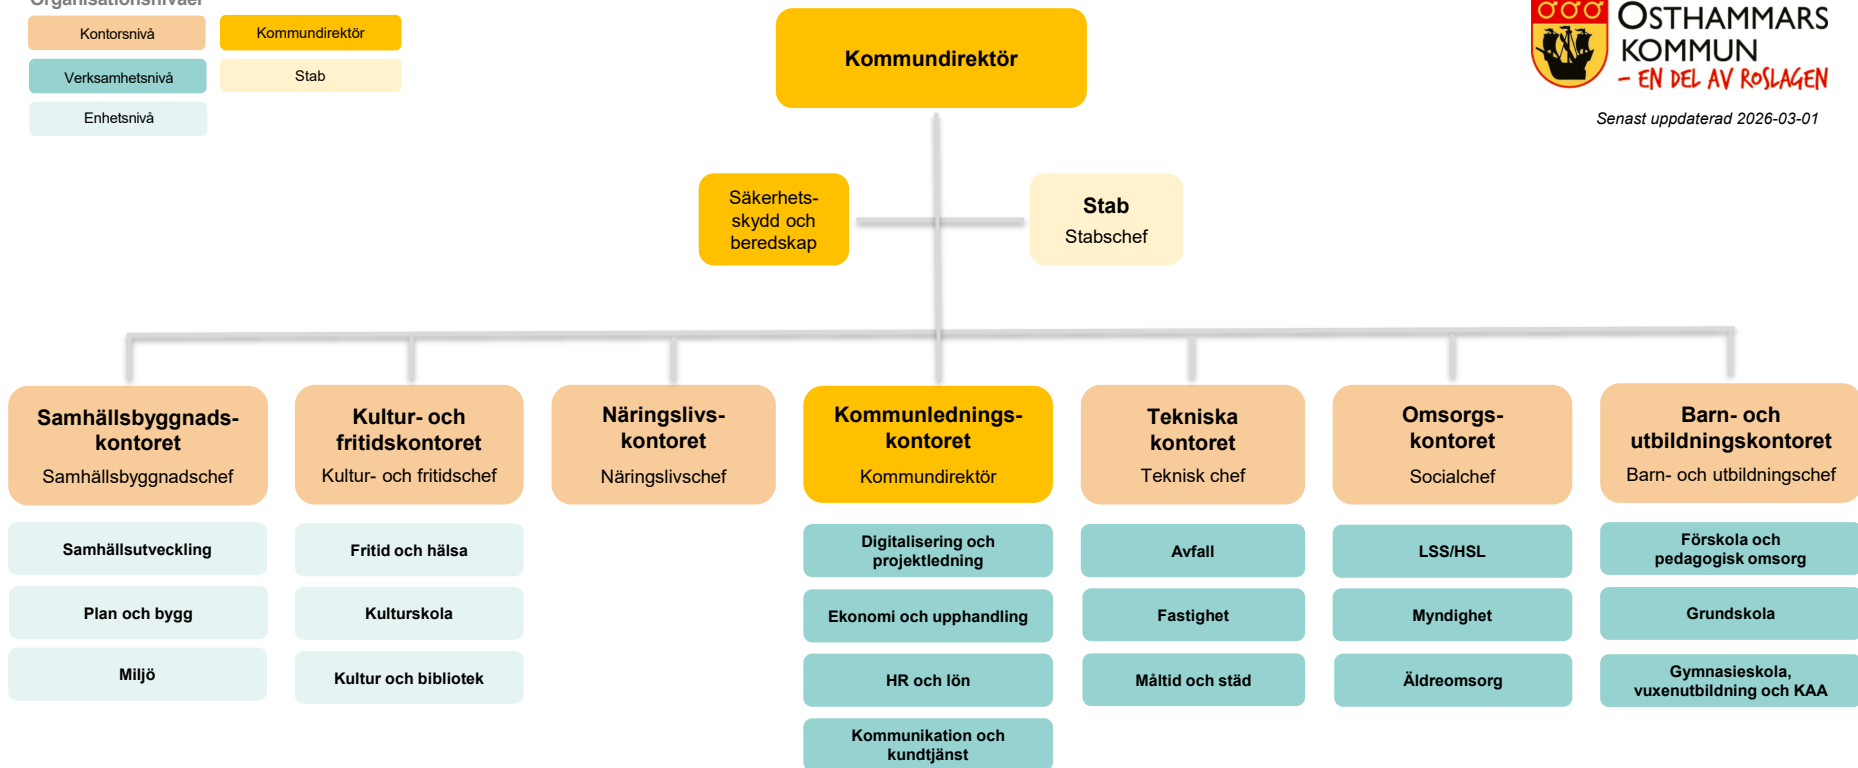 Organisationsnivåer
Kontorsnivå
Kommundirektör
Verksamhetsnivå
Stab
Enhetsnivå
Kommundirektör
ÖSTHAMMARS
KOMMUN
– EN DEL AV ROSLAGEN
Senast uppdaterad 2026-03-01
Säkerhets-
skydd och
beredskap
Stab
Stabschef
Samhällsbyggnads-
kontoret
Samhällsbyggnadschef
Samhällsutveckling
Plan och bygg
Miljö
Kultur- och
fritidskontoret
Kultur- och fritidschef
Fritid och hälsa
Kulturskola
Kultur och bibliotek
Näringslivs-
kontoret
Näringslivschef
Kommunlednings-
kontoret
Kommundirektör
Digitalisering och
projektledning
Ekonomi och upphandling
HR och lön
Kommunikation och
kundtjänst
Tekniska
kontoret
Teknisk chef
Avfall
Fastighet
Måltid och städ
Omsorgs-
kontoret
Socialchef
LSS/HSL
Myndighet
Äldreomsorg
Barn- och
utbildningskontoret
Barn- och utbildningschef
Förskola och
pedagogisk omsorg
Grundskola
Gymnasieskola,
vuxenutbildning och KAA